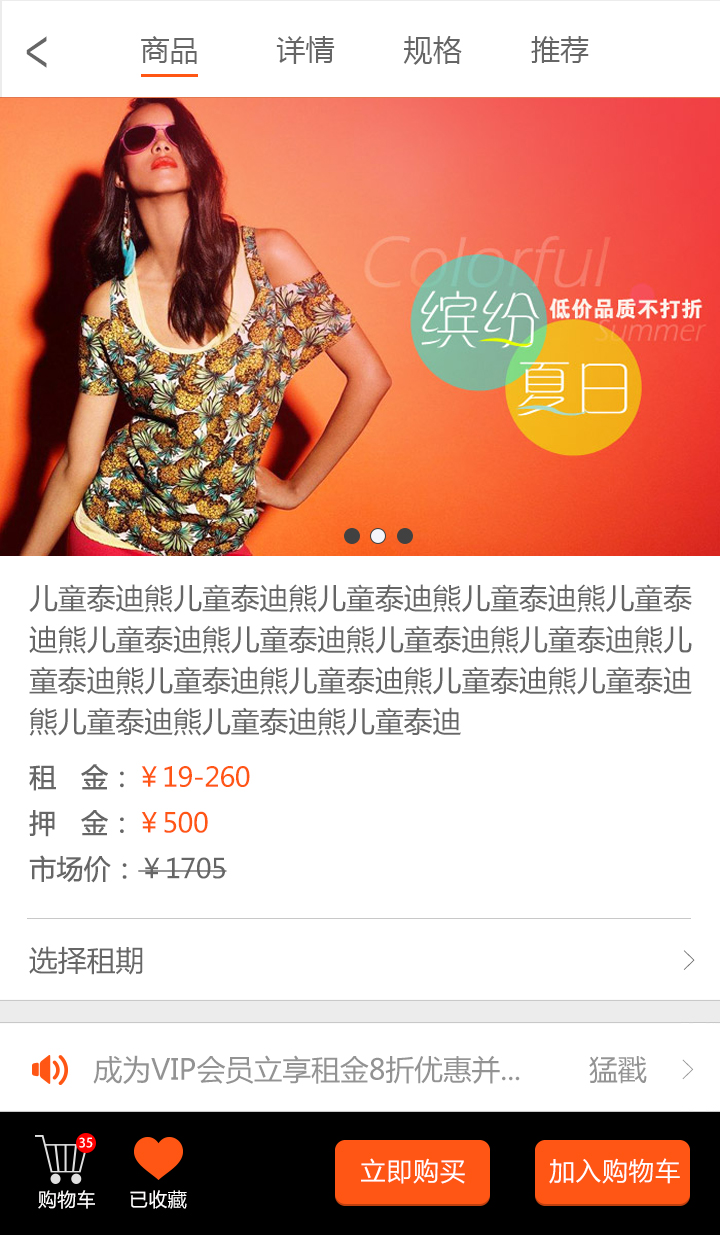 商品 详情 规格 推荐
Colorful
缤纷
低价品质不打折
Summer
夏日
儿童泰迪熊儿童泰迪熊儿童泰迪熊儿童泰迪熊儿童泰
迪熊儿童泰迪熊儿童泰迪熊儿童泰迪熊儿童泰迪熊儿
童泰迪熊儿童泰迪熊儿童泰迪熊儿童泰迪熊儿童泰迪
熊儿童泰迪熊儿童泰迪熊儿童泰迪
租 金：¥19-260
押 金：¥500
市场价：¥1705
选择租期
成为VIP会员立享租金8折优惠并... 猛戳
35
购物车 已收藏 立即购买 加入购物车